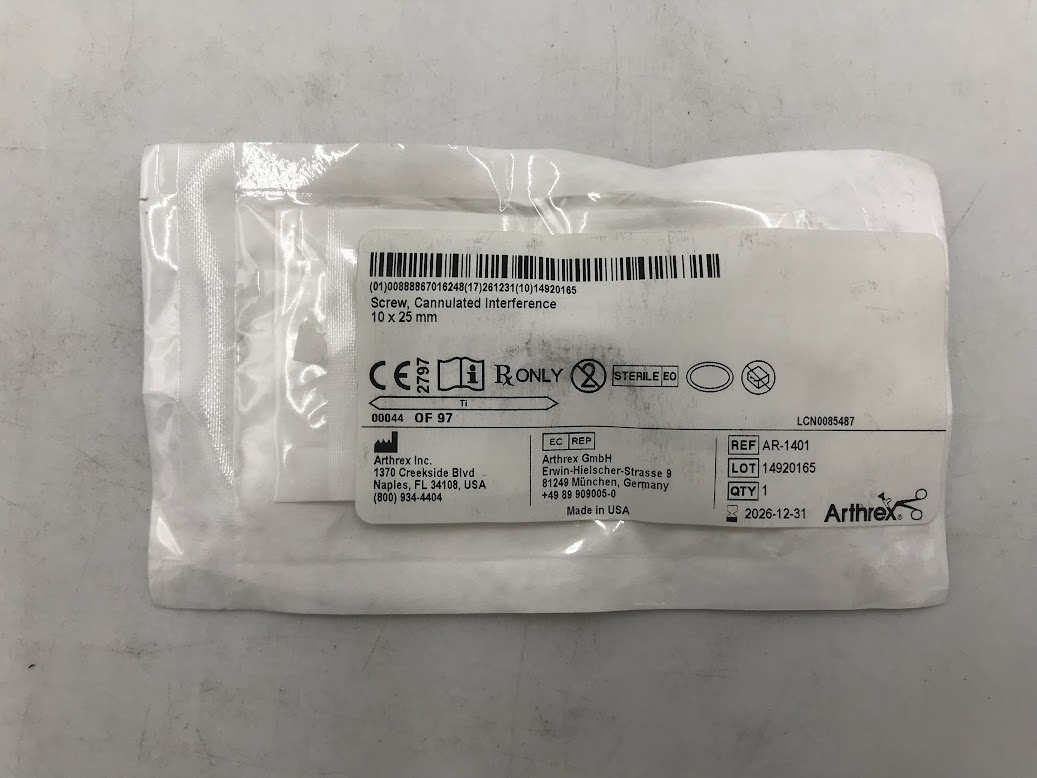 (01)00888867016248(17)261231(10)14920165
Screw, Cannulated Interference
10 x 25 mm
CE 2797
i
Rx ONLY
2
STERILE EO
Ti
00044 OF 97
LCN0085487
Arthrex Inc.
1370 Creekside Blvd
Naples, FL 34108, USA
(800) 934-4404
EC REP
Arthrex GmbH
Erwin-Hielscher-Strasse 9
81249 München, Germany
+49 89 909005-0
Made in USA
REF AR-1401
LOT 14920165
QTY 1
2026-12-31
Arthrex®